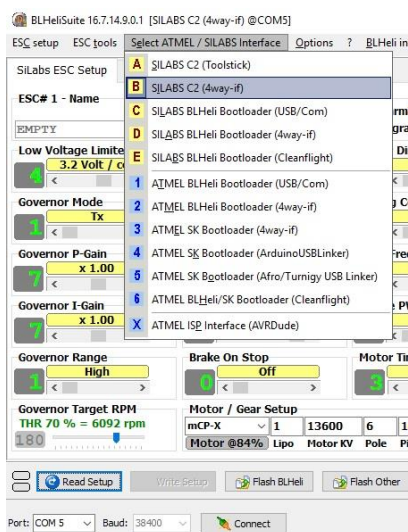 BLHeliSuite 16.7.14.9.0.1 [SILABS C2 (4way-if) @COM5]
ESC setup ESC tools Select ATMEL / SILABS Interface Options ? BLHeli in
SiLabs ESC Setup
A SILABS C2 (Toolstick)
B SILABS C2 (4way-if)
C SILABS BLHeli Bootloader (USB/Com)
D SILABS BLHeli Bootloader (4way-if)
E SILABS BLHeli Bootloader (Cleanflight)
1 ATMEL BLHeli Bootloader (USB/Com)
2 ATMEL BLHeli Bootloader (4way-if)
3 ATMEL SK Bootloader (4way-if)
4 ATMEL SK Bootloader (ArduinoUSBLinker)
5 ATMEL SK Bootloader (Afro/Turnigy USB Linker)
6 ATMEL BLHeli/SK Bootloader (Cleanflight)
X ATMEL ISP Interface (AVRDude)
ESC# 1 - Name
EMPTY
Low Voltage Limite
4 3.2 Volt / c
Governor Mode
1 Tx
Governor P-Gain
7 x 1.00
Governor I-Gain
7 x 1.00
Governor Range Brake On Stop Motor Ti
1 High 0 Off 3
Governor Target RPM Motor / Gear Setup
THR 70 % = 6092 rpm mCP-X 1 13600 6 1
180 Motor @84% Lipo Motor KV Pole Pi
Read Setup Write Setup Flash BLHeli Flash Other
Port: COM 5 Baud: 38400 Connect